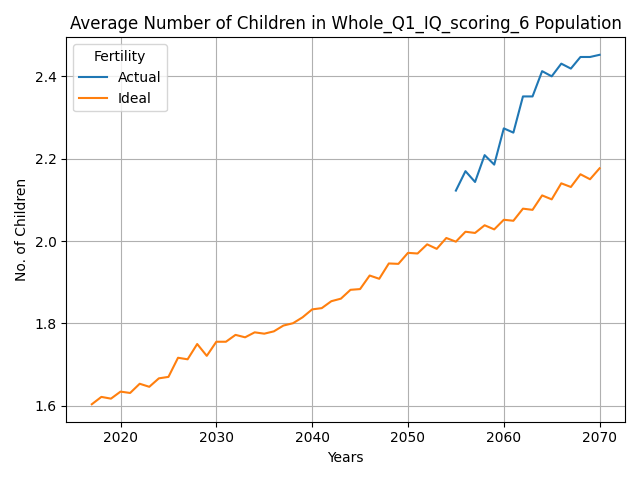 Average Number of Children in Whole_Q1_IQ_scoring_6 Population
Fertility
Actual
Ideal
No. of Children
2.4
2.2
2.0
1.8
1.6
2020 2030 2040 2050 2060 2070
Years